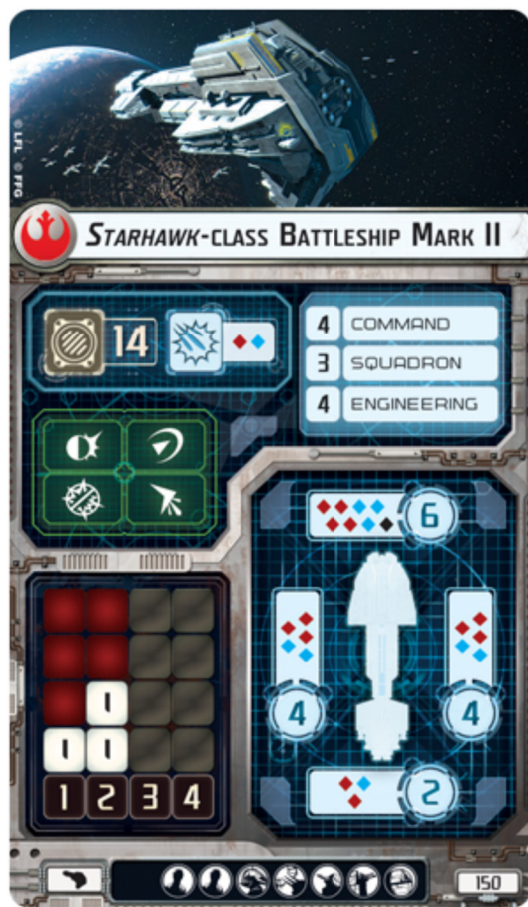 © LFL © FFG
STARHAWK-CLASS BATTLESHIP MARK II
14
4 COMMAND
3 SQUADRON
4 ENGINEERING
6
4
4
2
1
1 1
1 2 3 4
150